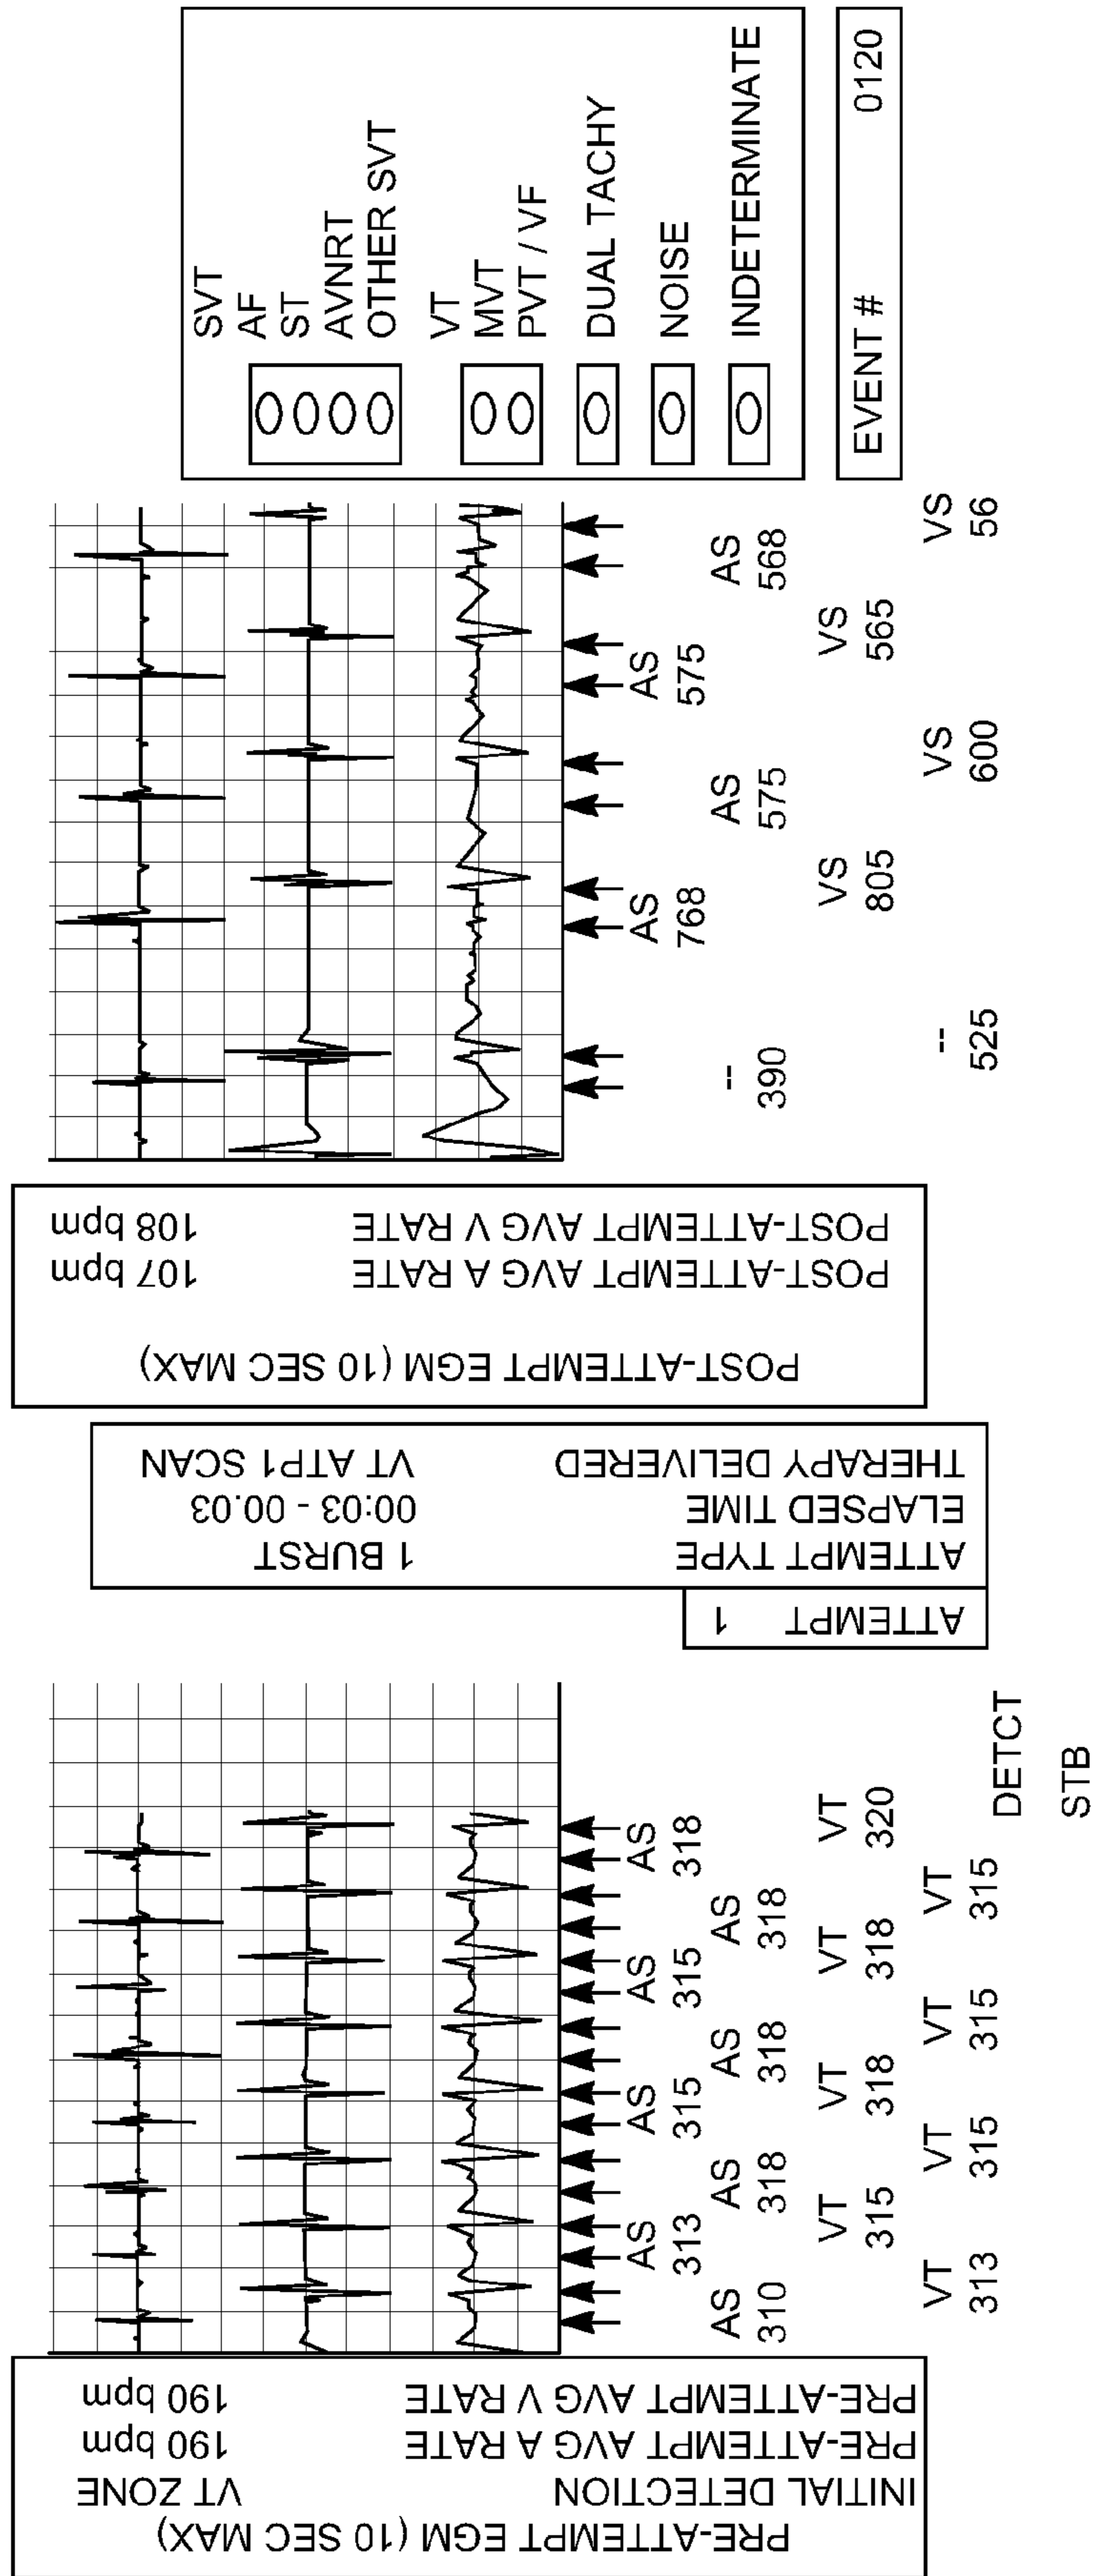 PRE-ATTEMPT EGM (10 SEC MAX)
INITIAL DETECTION VT ZONE
PRE-ATTEMPT AVG A RATE 190 bpm
PRE-ATTEMPT AVG V RATE 190 bpm
AS 313 AS 315 AS 315 AS 318
AS 310 AS 318 AS 318 AS 318
VT 315 VT 318 VT 318 VT 320
VT 313 VT 315 VT 315 VT 315
DETCT
STB
ATTEMPT 1
ATTEMPT TYPE 1 BURST
ELAPSED TIME 00:03 - 00.03
THERAPY DELIVERED VT ATP1 SCAN
POST-ATTEMPT EGM (10 SEC MAX)
POST-ATTEMPT AVG A RATE 107 bpm
POST-ATTEMPT AVG V RATE 108 bpm
AS 768 AS 575
-- 390 AS 575 AS 568
VS 805 VS 565
-- 525 VS 600 VS 56
SVT
AF
ST
AVNRT
OTHER SVT
VT
MVT
PVT / VF
DUAL TACHY
NOISE
INDETERMINATE
EVENT # 0120